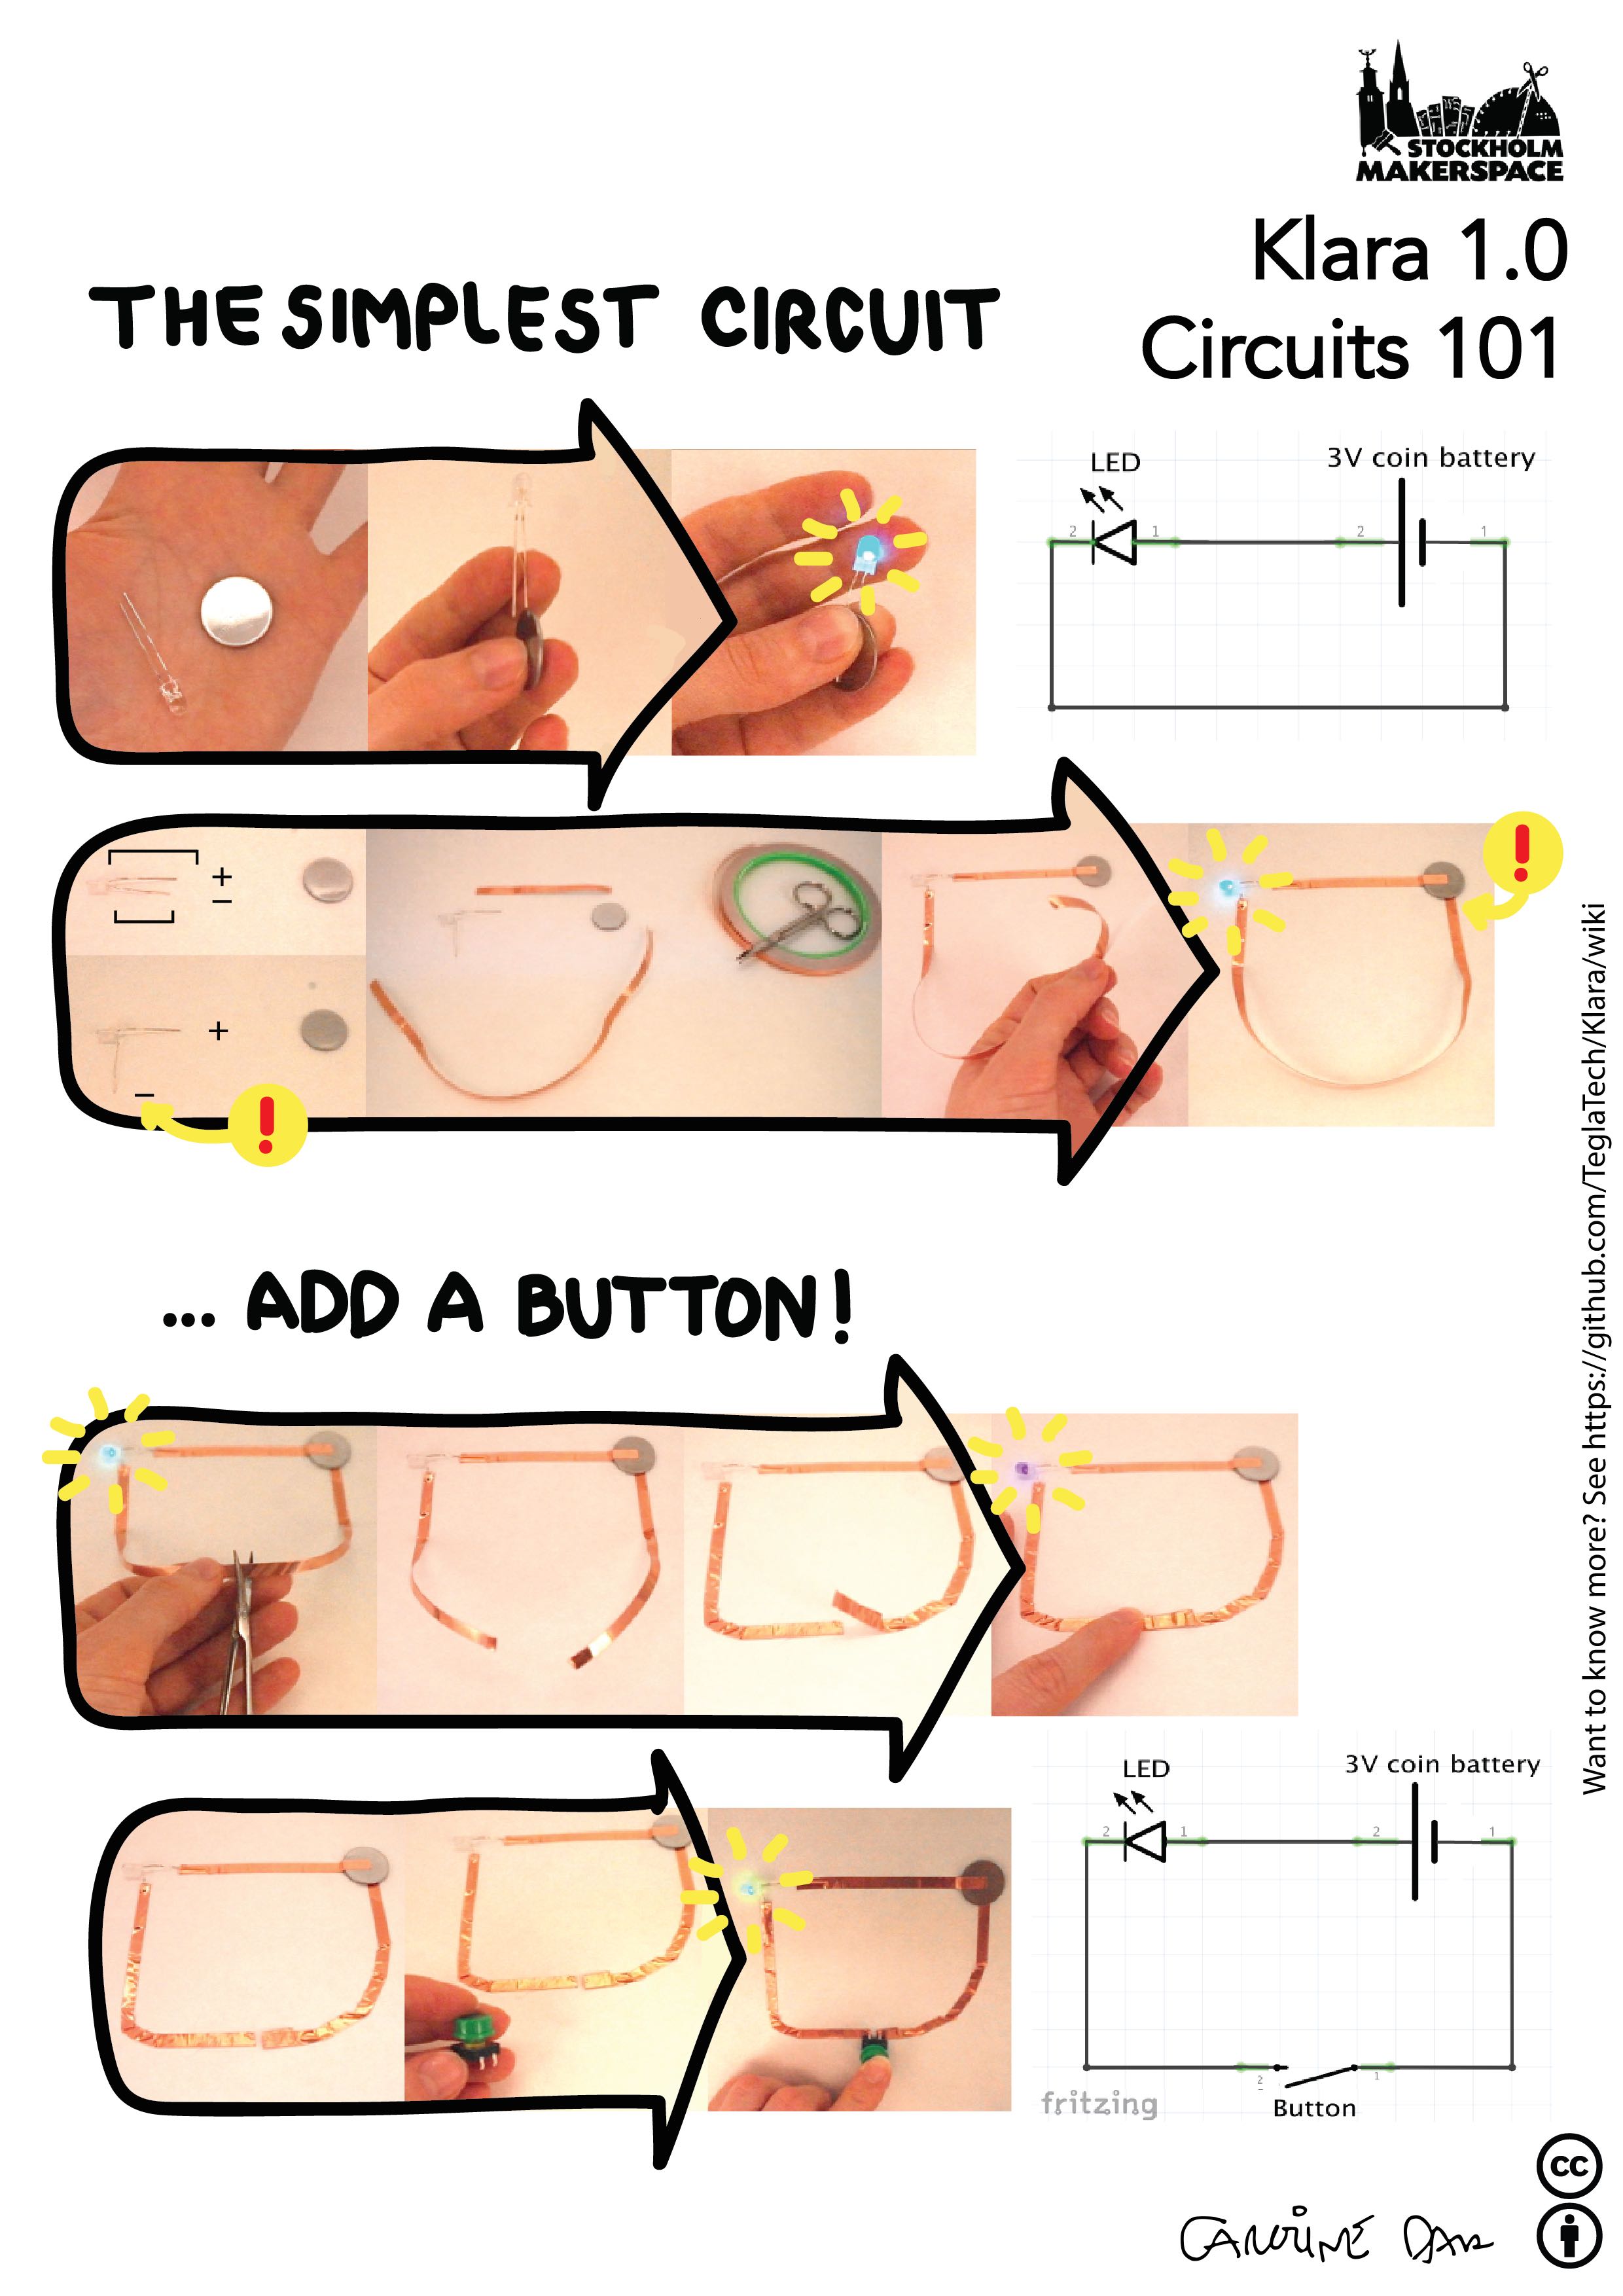 STOCKHOLM
MAKERSPACE
Klara 1.0
Circuits 101
THE SIMPLEST CIRCUIT
LED
3V coin battery
2
1
2
1
+
–
!
+
–
!
Want to know more? See https://github.com/TeglaTech/Klara/wiki
... ADD A BUTTON!
LED
3V coin battery
2
1
2
1
2
1
Button
fritzing
cc